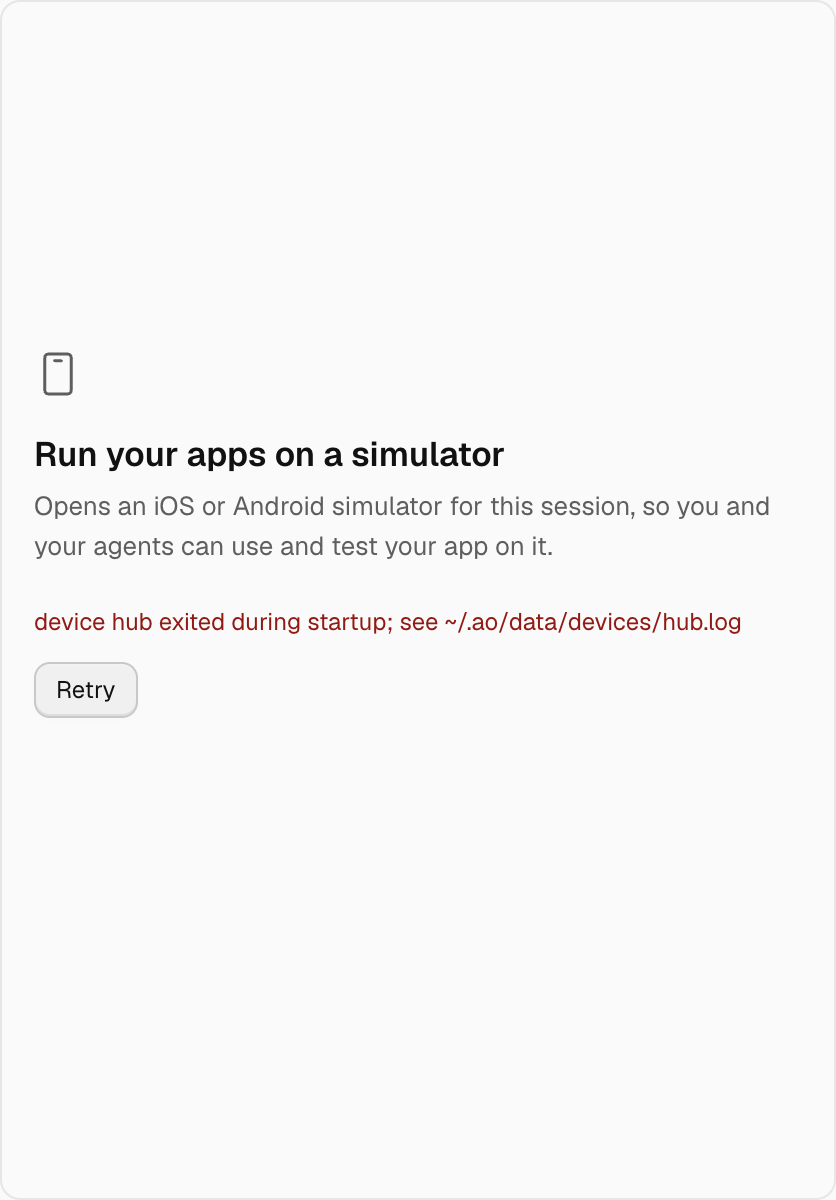 Run your apps on a simulator
Opens an iOS or Android simulator for this session, so you and
your agents can use and test your app on it.
device hub exited during startup; see ~/.ao/data/devices/hub.log
Retry